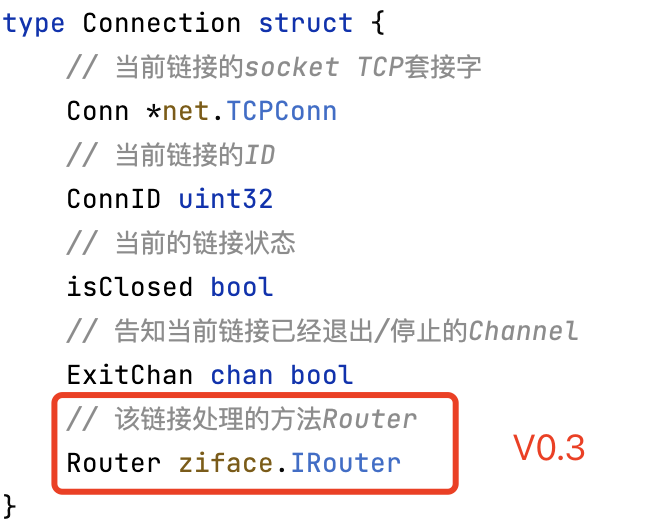 type Connection struct {
    // 当前链接的socket TCP套接字
    Conn *net.TCPConn
    // 当前链接的ID
    ConnID uint32
    // 当前的链接状态
    isClosed bool
    // 告知当前链接已经退出/停止的Channel
    ExitChan chan bool
    // 该链接处理的方法Router
    Router ziface.IRouter
V0.3
}